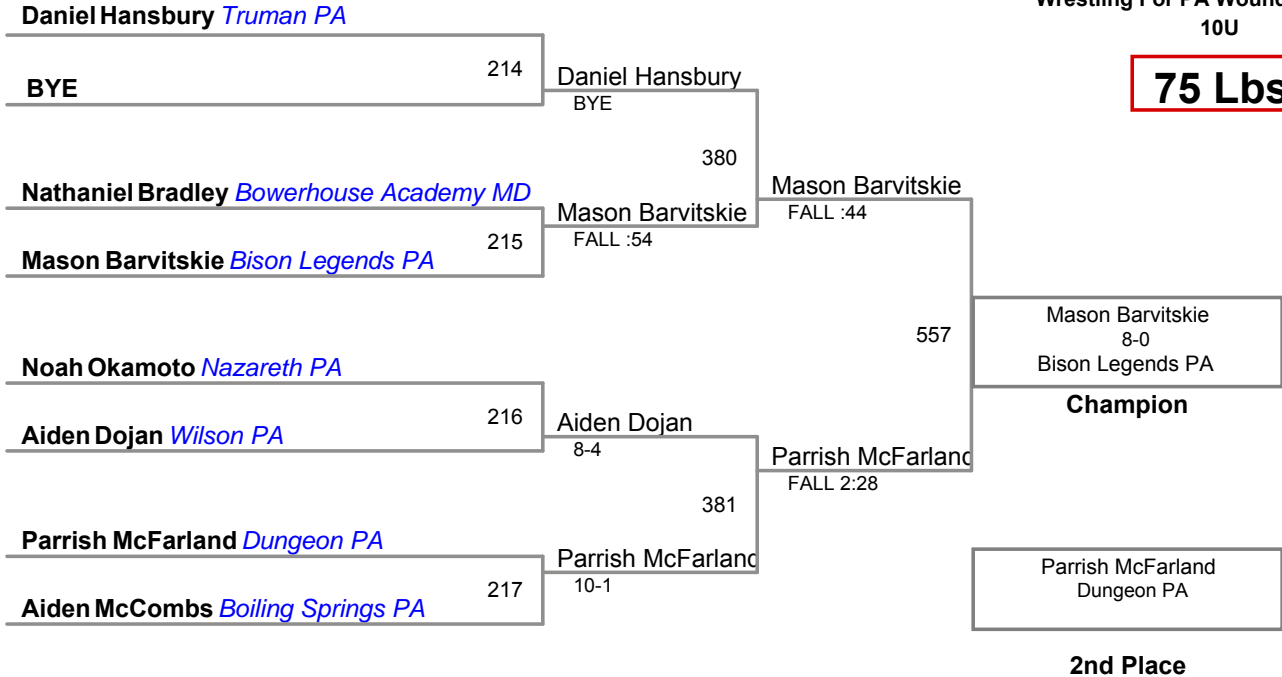 Daniel Hansbury Truman PA
10U
214
BYE
Daniel Hansbury
BYE
75 Lbs
380
Nathaniel Bradley Bowerhouse Academy MD
Mason Barvitskie
FALL :44
Mason Barvitskie
FALL :54
215
Mason Barvitskie Bison Legends PA
557
Mason Barvitskie
8-0
Bison Legends PA
Champion
Noah Okamoto Nazareth PA
216
Aiden Dojan
8-4
Aiden Dojan Wilson PA
Parrish McFarland
FALL 2:28
381
Parrish McFarland Dungeon PA
Parrish McFarland
10-1
217
Aiden McCombs Boiling Springs PA
Parrish McFarland
Dungeon PA
2nd Place